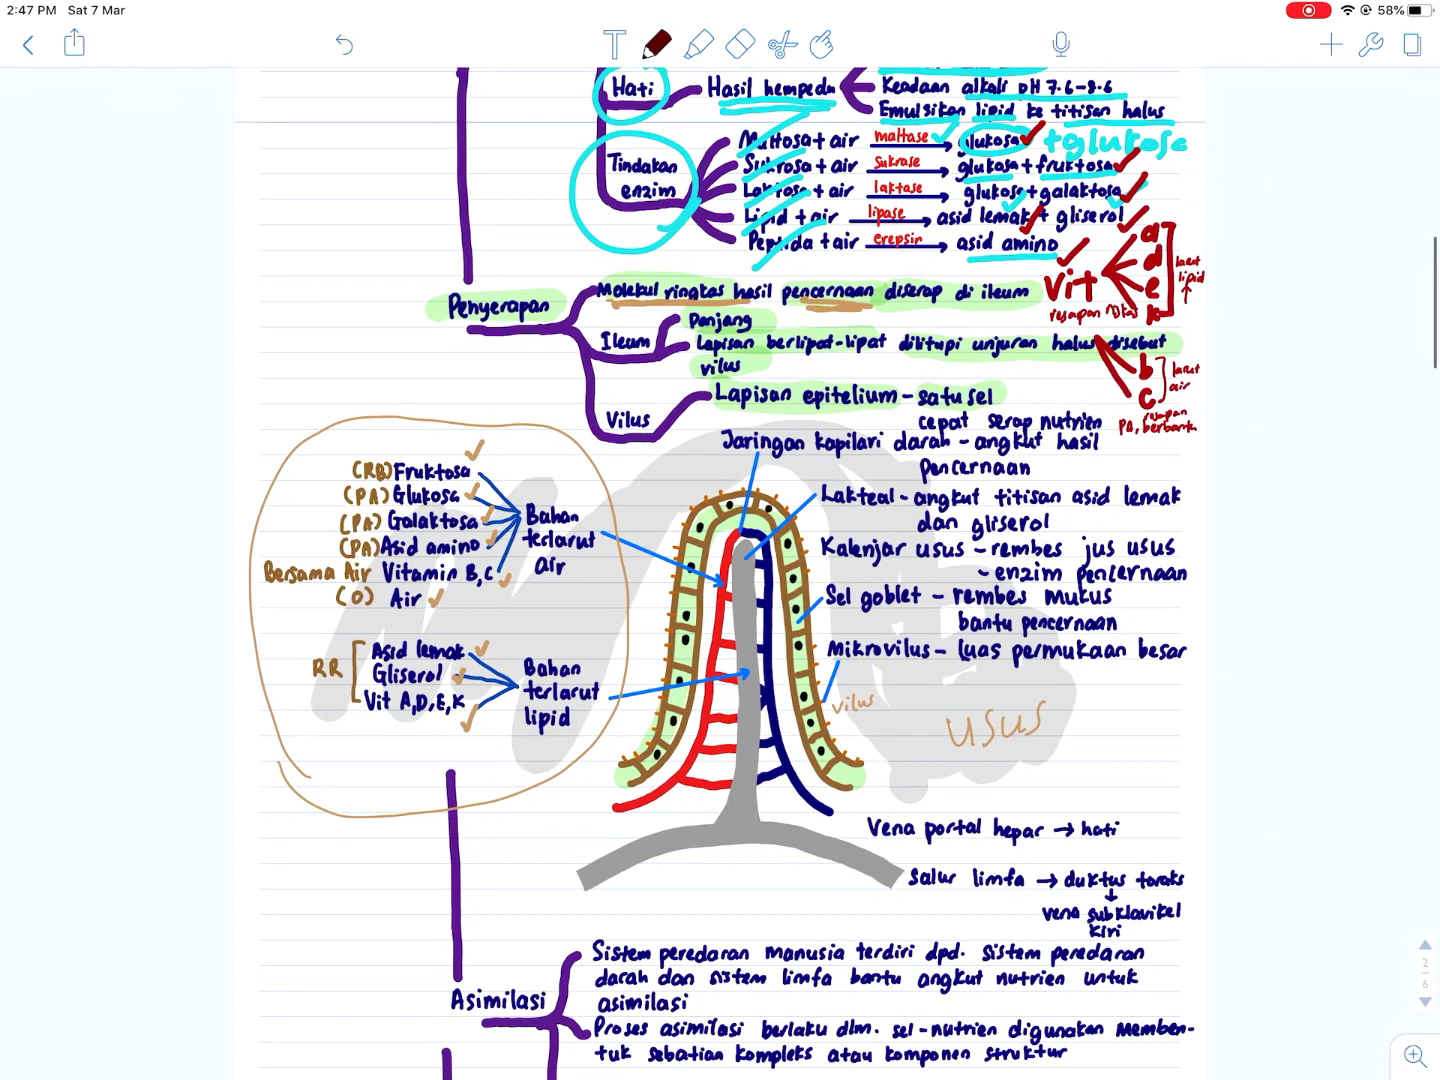 2:47 PM Sat 7 Mar
58%
T
Hati
Hasil hempedu
Keadaan alkali pH 7.6-8.6
Emulsikan lipid ke titisan halus
Tindakan
enzim
Maltosa + air maltase glukosa + glukosa
Sukrosa + air sukrase glukosa + fruktosa
Laktosa + air laktase glukosa + galaktosa
Lipid + air lipase asid lemak + gliserol
Peptida + air erepsin asid amino
Vit
a
d
e
k
larut
lipid
b
c
larut
air
Penyerapan
Molekul ringkas hasil pencernaan diserap di ileum
Ileum
Panjang
Lapisan berlipat-lipat diliputi unjuran halus disebut
vilus
Vilus
Lapisan epitelium - satu sel
cepat serap nutrien
Jaringan kapilari darah - angkut hasil
pencernaan
Lakteal - angkut titisan asid lemak
dan gliserol
Kalenjar usus - rembes jus usus
- enzim pencernaan
Sel goblet - rembes mukus
bantu pencernaan
Mikrovilus - luas permukaan besar
vilus
usus
(RB) Fruktosa
(PA) Glukosa
(PA) Galaktosa
(PA) Asid amino
Bersama Air Vitamin B,C
(O) Air
Bahan
terlarut
air
RR
Asid lemak
Gliserol
Vit A,D,E,K
Bahan
terlarut
lipid
Vena portal hepar → hati
Salur limfa → duktus toraks
↓
vena subklavikel
kiri
Asimilasi
Sistem peredaran manusia terdiri dpd. sistem peredaran
darah dan sistem limfa bantu angkut nutrien untuk
asimilasi
Proses asimilasi berlaku dlm. sel-nutrien digunakan memben-
tuk sebatian kompleks atau komponen struktur
2
6